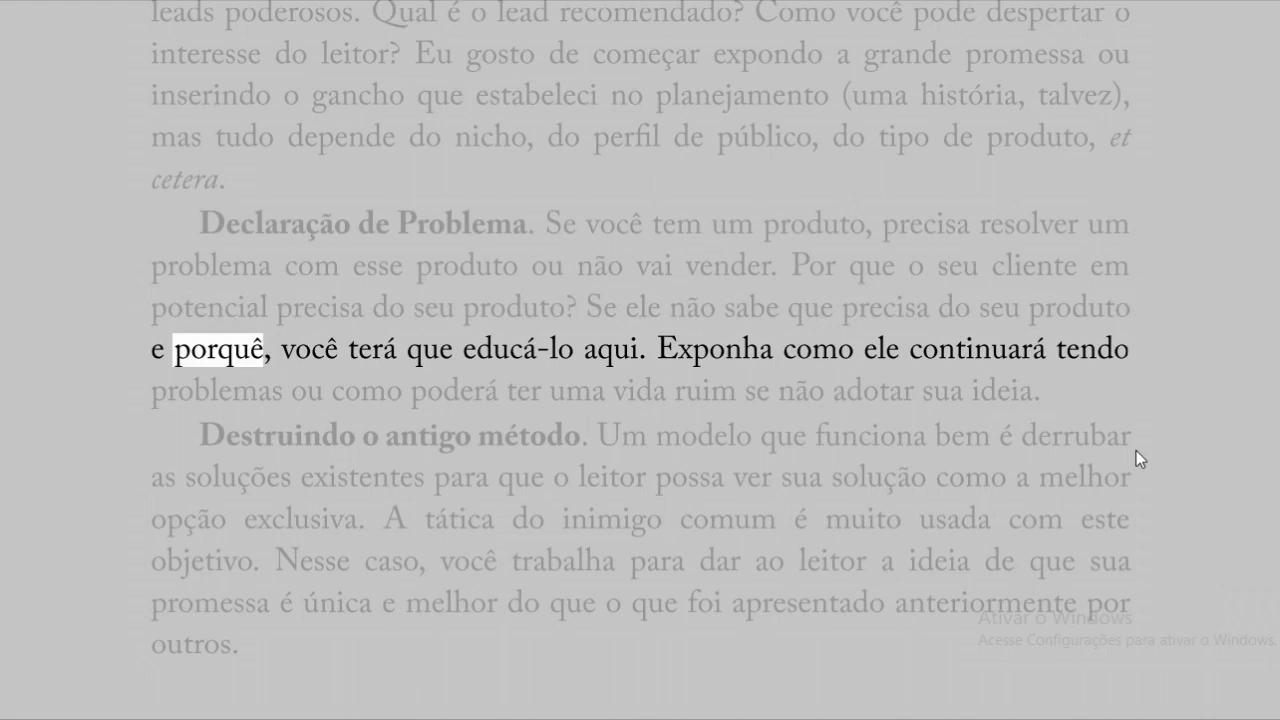 leads poderosos. Qual é o lead recomendado? Como você pode despertar o
interesse do leitor? Eu gosto de começar expondo a grande promessa ou
inserindo o gancho que estabeleci no planejamento (uma história, talvez),
mas tudo depende do nicho, do perfil de público, do tipo de produto, et
cetera.
Declaração de Problema. Se você tem um produto, precisa resolver um
problema com esse produto ou não vai vender. Por que o seu cliente em
potencial precisa do seu produto? Se ele não sabe que precisa do seu produto
e porquê, você terá que educá-lo aqui. Exponha como ele continuará tendo
problemas ou como poderá ter uma vida ruim se não adotar sua ideia.
Destruindo o antigo método. Um modelo que funciona bem é derrubar
as soluções existentes para que o leitor possa ver sua solução como a melhor
opção exclusiva. A tática do inimigo comum é muito usada com este
objetivo. Nesse caso, você trabalha para dar ao leitor a ideia de que sua
promessa é única e melhor do que o que foi apresentado anteriormente por
outros.
Ativar o Windows
Acesse Configurações para ativar o Windows.